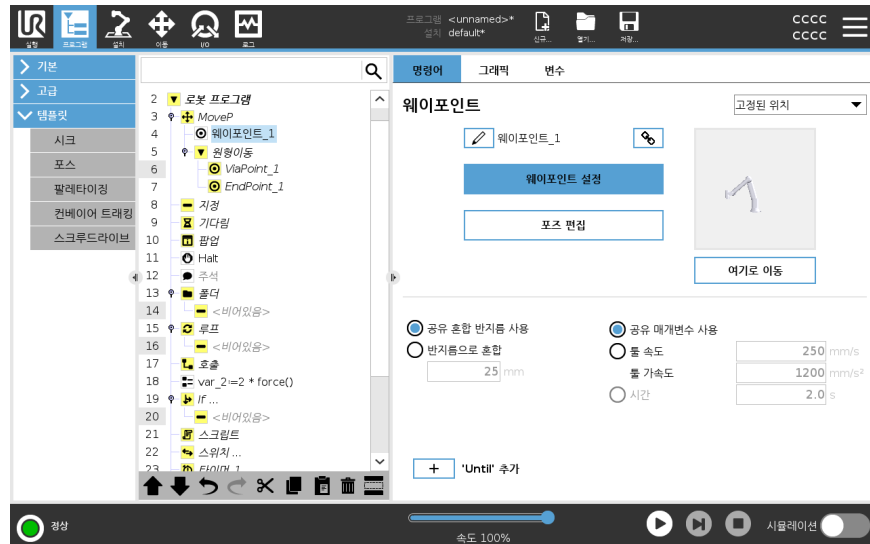 UR
실행
프로그램
설치
이동
I/O
로그
프로그램 <unnamed>*
설치 default*
신규...
열기...
저장...
cccc
cccc
기본
고급
템플릿
시크
포스
팔레타이징
컨베이어 트래킹
스크루드라이브
2 로봇 프로그램
3 MoveP
4 웨이포인트_1
5 원형이동
6 ViaPoint_1
7 EndPoint_1
8 지정
9 기다림
10 팝업
11 Halt
12 주석
13 폴더
14 <비어있음>
15 루프
16 <비어있음>
17 호출
18 var_2≔2 * force()
19 If ...
20 <비어있음>
21 스크립트
22 스위치 ...
23 타이머_1
명령어 그래픽 변수
웨이포인트
고정된 위치
웨이포인트_1
웨이포인트 설정
포즈 편집
여기로 이동
공유 혼합 반지름 사용
반지름으로 혼합
25 mm
공유 매개변수 사용
툴 속도 250 mm/s
툴 가속도 1200 mm/s²
시간 2.0 s
+ 'Until' 추가
정상
속도 100%
시뮬레이션